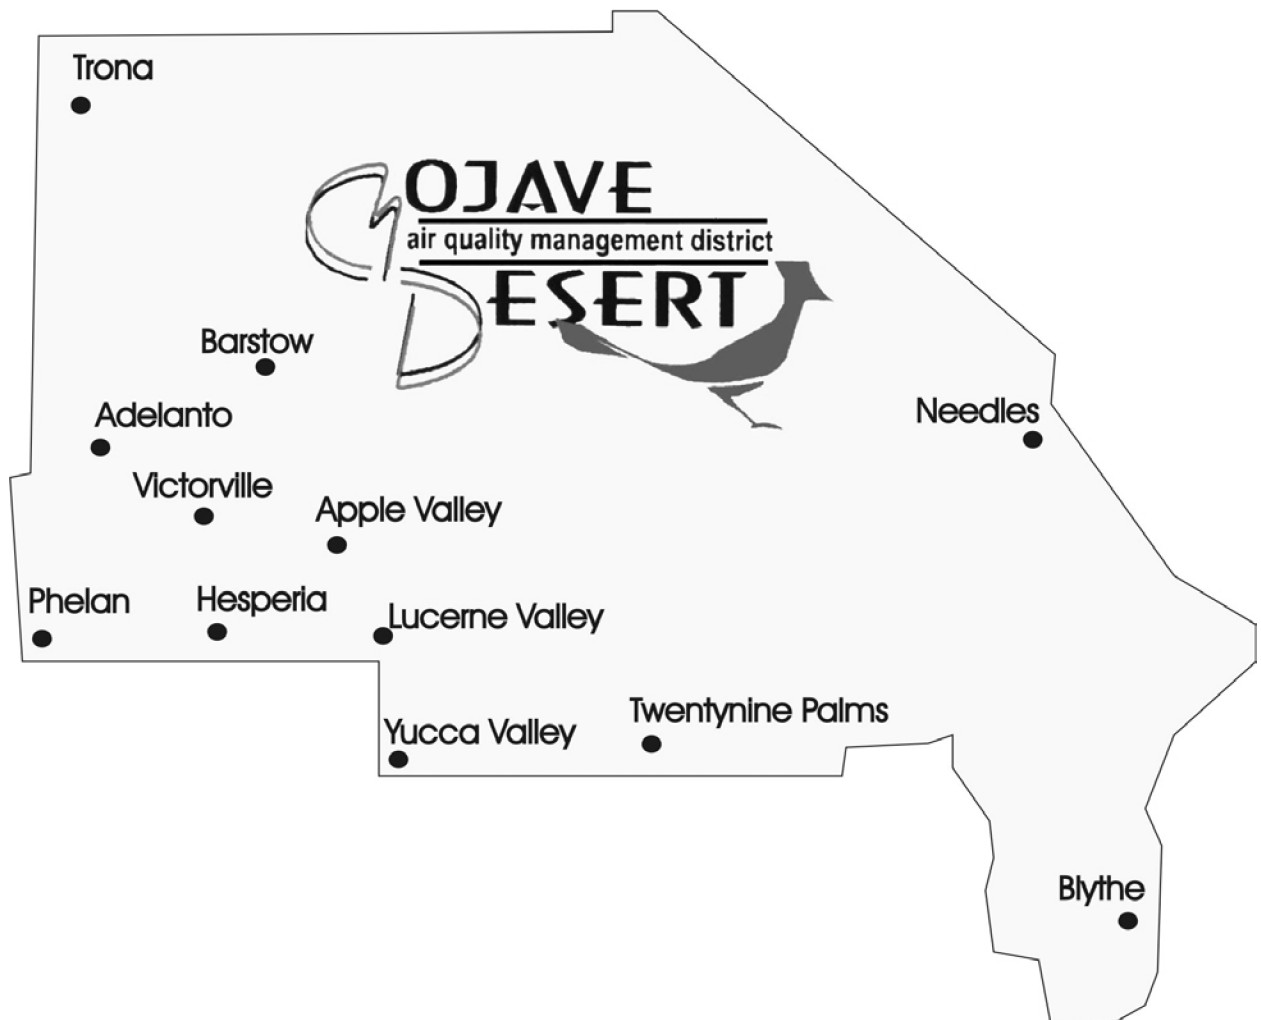 Trona
MOJAVE
air quality management district
DESERT
Barstow
Adelanto
Needles
Victorville
Apple Valley
Phelan
Hesperia
Lucerne Valley
Twentynine Palms
Yucca Valley
Blythe